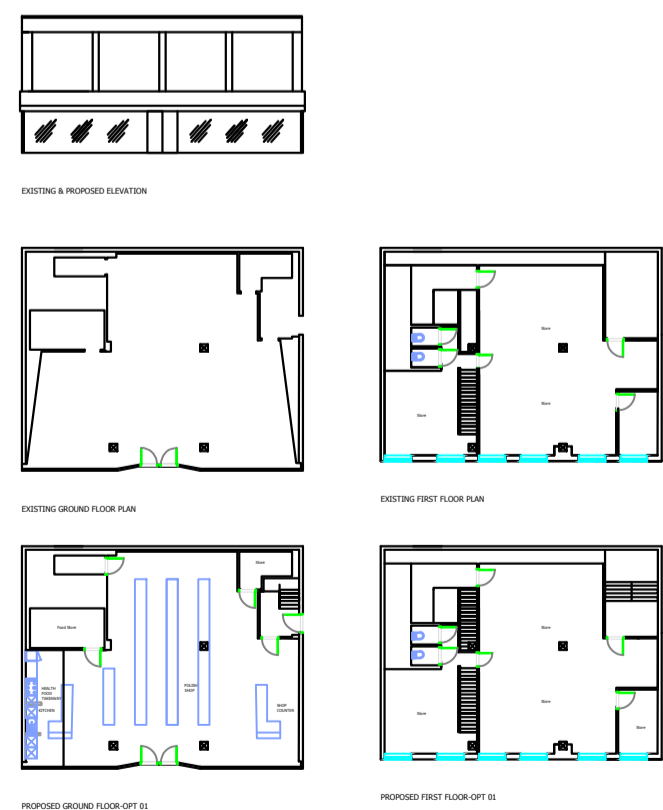 EXISTING & PROPOSED ELEVATION
EXISTING GROUND FLOOR PLAN
Store
Store
Store
EXISTING FIRST FLOOR PLAN
Store
Food Store
HEALTH
FOOD
TAKEAWAY
KITCHEN
POLISH
SHOP
SHOP
COUNTER
PROPOSED GROUND FLOOR-OPT 01
Store
Store
Store
Store
PROPOSED FIRST FLOOR-OPT 01